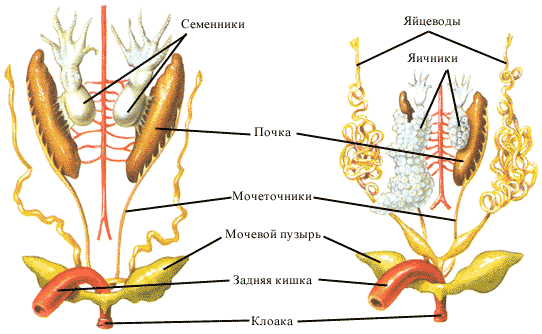 Семенники
Яйцеводы
Яичники
Почка
Мочеточники
Мочевой пузырь
Задняя кишка
Клоака